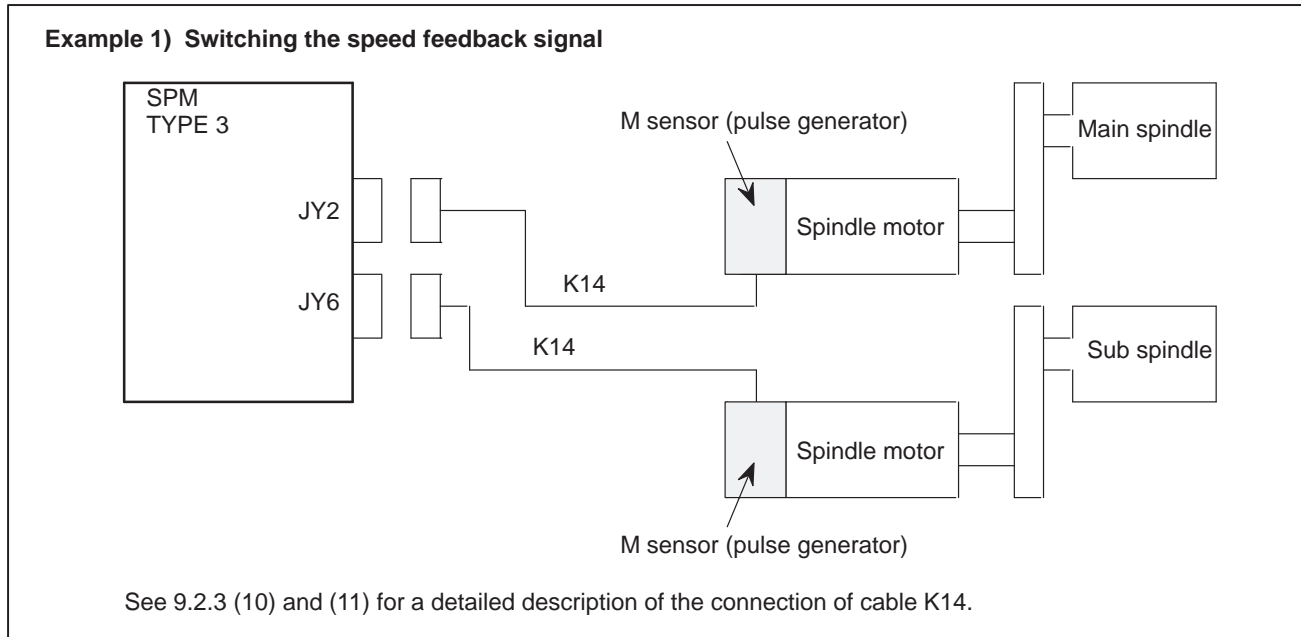 Example 1) Switching the speed feedback signal
SPM
TYPE 3
M sensor (pulse generator)
Main spindle
JY2
Spindle motor
K14
JY6
K14
Sub spindle
Spindle motor
M sensor (pulse generator)
See 9.2.3 (10) and (11) for a detailed description of the connection of cable K14.